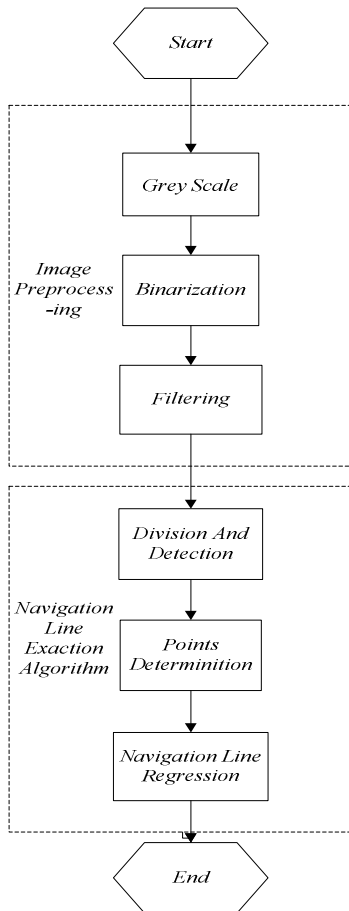 Start
Grey Scale
Image
Preprocess
-ing
Binarization
Filtering
Division And
Detection
Navigation
Line
Exaction
Algorithm
Points
Determinition
Navigation Line
Regression
End